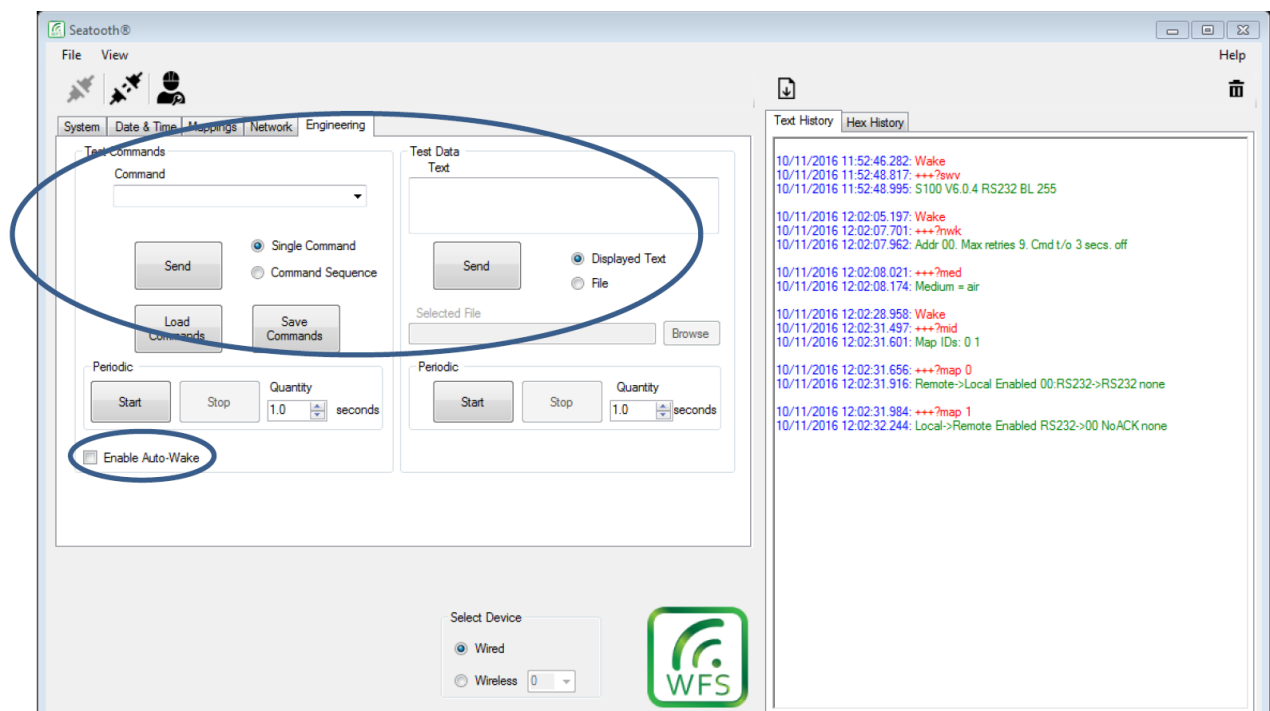 Seatooth®
File View Help
System Date & Time Mappings Network Engineering
Test Commands
Command
Send
Single Command
Command Sequence
Load Commands
Save Commands
Periodic
Start
Stop
Quantity
1.0 seconds
Enable Auto-Wake
Test Data
Text
Send
Displayed Text
File
Selected File
Browse
Periodic
Start
Stop
Quantity
1.0 seconds
Select Device
Wired
Wireless 0
WFS
Text History Hex History
10/11/2016 11:52:46.282: Wake
10/11/2016 11:52:48.817: +++?swv
10/11/2016 11:52:48.995: S100 V6.0.4 RS232 BL 255
10/11/2016 12:02:05.197: Wake
10/11/2016 12:02:07.701: +++?nwk
10/11/2016 12:02:07.962: Addr 00. Max retries 9. Cmd t/o 3 secs. off
10/11/2016 12:02:08.021: +++?med
10/11/2016 12:02:08.174: Medium = air
10/11/2016 12:02:28.958: Wake
10/11/2016 12:02:31.497: +++?mid
10/11/2016 12:02:31.601: Map IDs: 0 1
10/11/2016 12:02:31.656: +++?map 0
10/11/2016 12:02:31.916: Remote->Local Enabled 00:RS232->RS232 none
10/11/2016 12:02:31.984: +++?map 1
10/11/2016 12:02:32.244: Local->Remote Enabled RS232->00 NoACK none